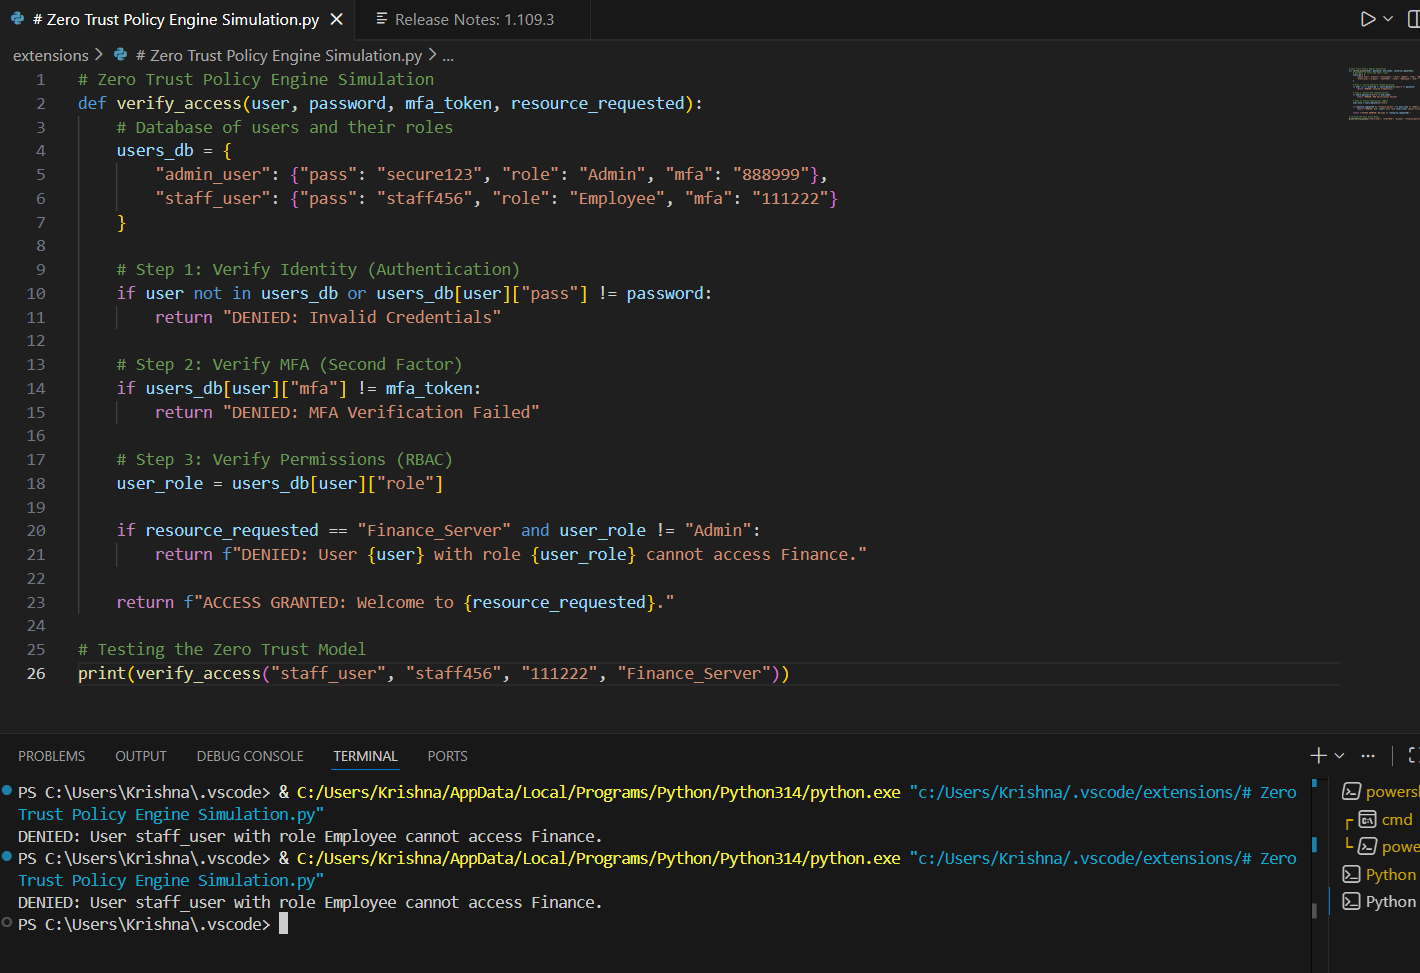 # Zero Trust Policy Engine Simulation.py
Release Notes: 1.109.3
extensions > # Zero Trust Policy Engine Simulation.py > ...
1 # Zero Trust Policy Engine Simulation
2 def verify_access(user, password, mfa_token, resource_requested):
3     # Database of users and their roles
4     users_db = {
5         "admin_user": {"pass": "secure123", "role": "Admin", "mfa": "888999"},
6         "staff_user": {"pass": "staff456", "role": "Employee", "mfa": "111222"}
7     }
8
9     # Step 1: Verify Identity (Authentication)
10     if user not in users_db or users_db[user]["pass"] != password:
11         return "DENIED: Invalid Credentials"
12
13     # Step 2: Verify MFA (Second Factor)
14     if users_db[user]["mfa"] != mfa_token:
15         return "DENIED: MFA Verification Failed"
16
17     # Step 3: Verify Permissions (RBAC)
18     user_role = users_db[user]["role"]
19
20     if resource_requested == "Finance_Server" and user_role != "Admin":
21         return f"DENIED: User {user} with role {user_role} cannot access Finance."
22
23     return f"ACCESS GRANTED: Welcome to {resource_requested}."
24
25 # Testing the Zero Trust Model
26 print(verify_access("staff_user", "staff456", "111222", "Finance_Server"))
PROBLEMS OUTPUT DEBUG CONSOLE TERMINAL PORTS
PS C:\Users\Krishna\.vscode> & C:/Users/Krishna/AppData/Local/Programs/Python/Python314/python.exe "c:/Users/Krishna/.vscode/extensions/# Zero
Trust Policy Engine Simulation.py"
DENIED: User staff_user with role Employee cannot access Finance.
PS C:\Users\Krishna\.vscode> & C:/Users/Krishna/AppData/Local/Programs/Python/Python314/python.exe "c:/Users/Krishna/.vscode/extensions/# Zero
Trust Policy Engine Simulation.py"
DENIED: User staff_user with role Employee cannot access Finance.
PS C:\Users\Krishna\.vscode>
powersl
cmd
powe
Python
Python